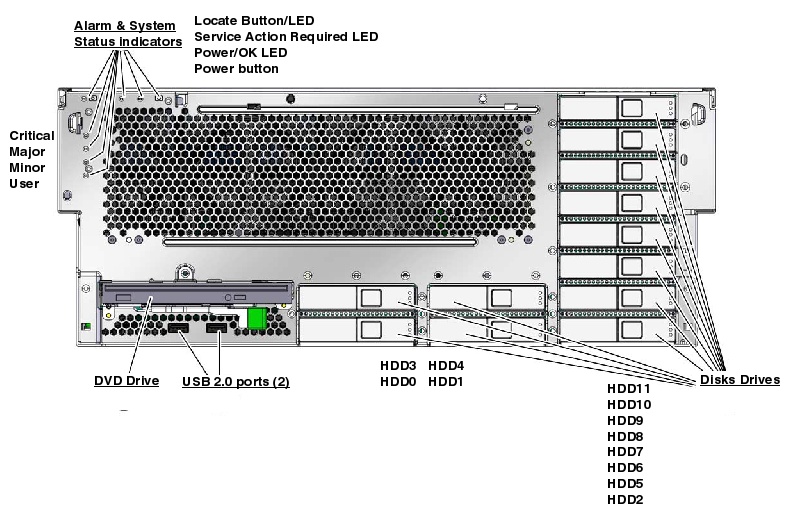 Alarm & System
Status indicators
Locate Button/LED
Service Action Required LED
Power/OK LED
Power button
Critical
Major
Minor
User
DVD Drive
USB 2.0 ports (2)
HDD3 HDD4
HDD0 HDD1
Disks Drives
HDD11
HDD10
HDD9
HDD8
HDD7
HDD6
HDD5
HDD2